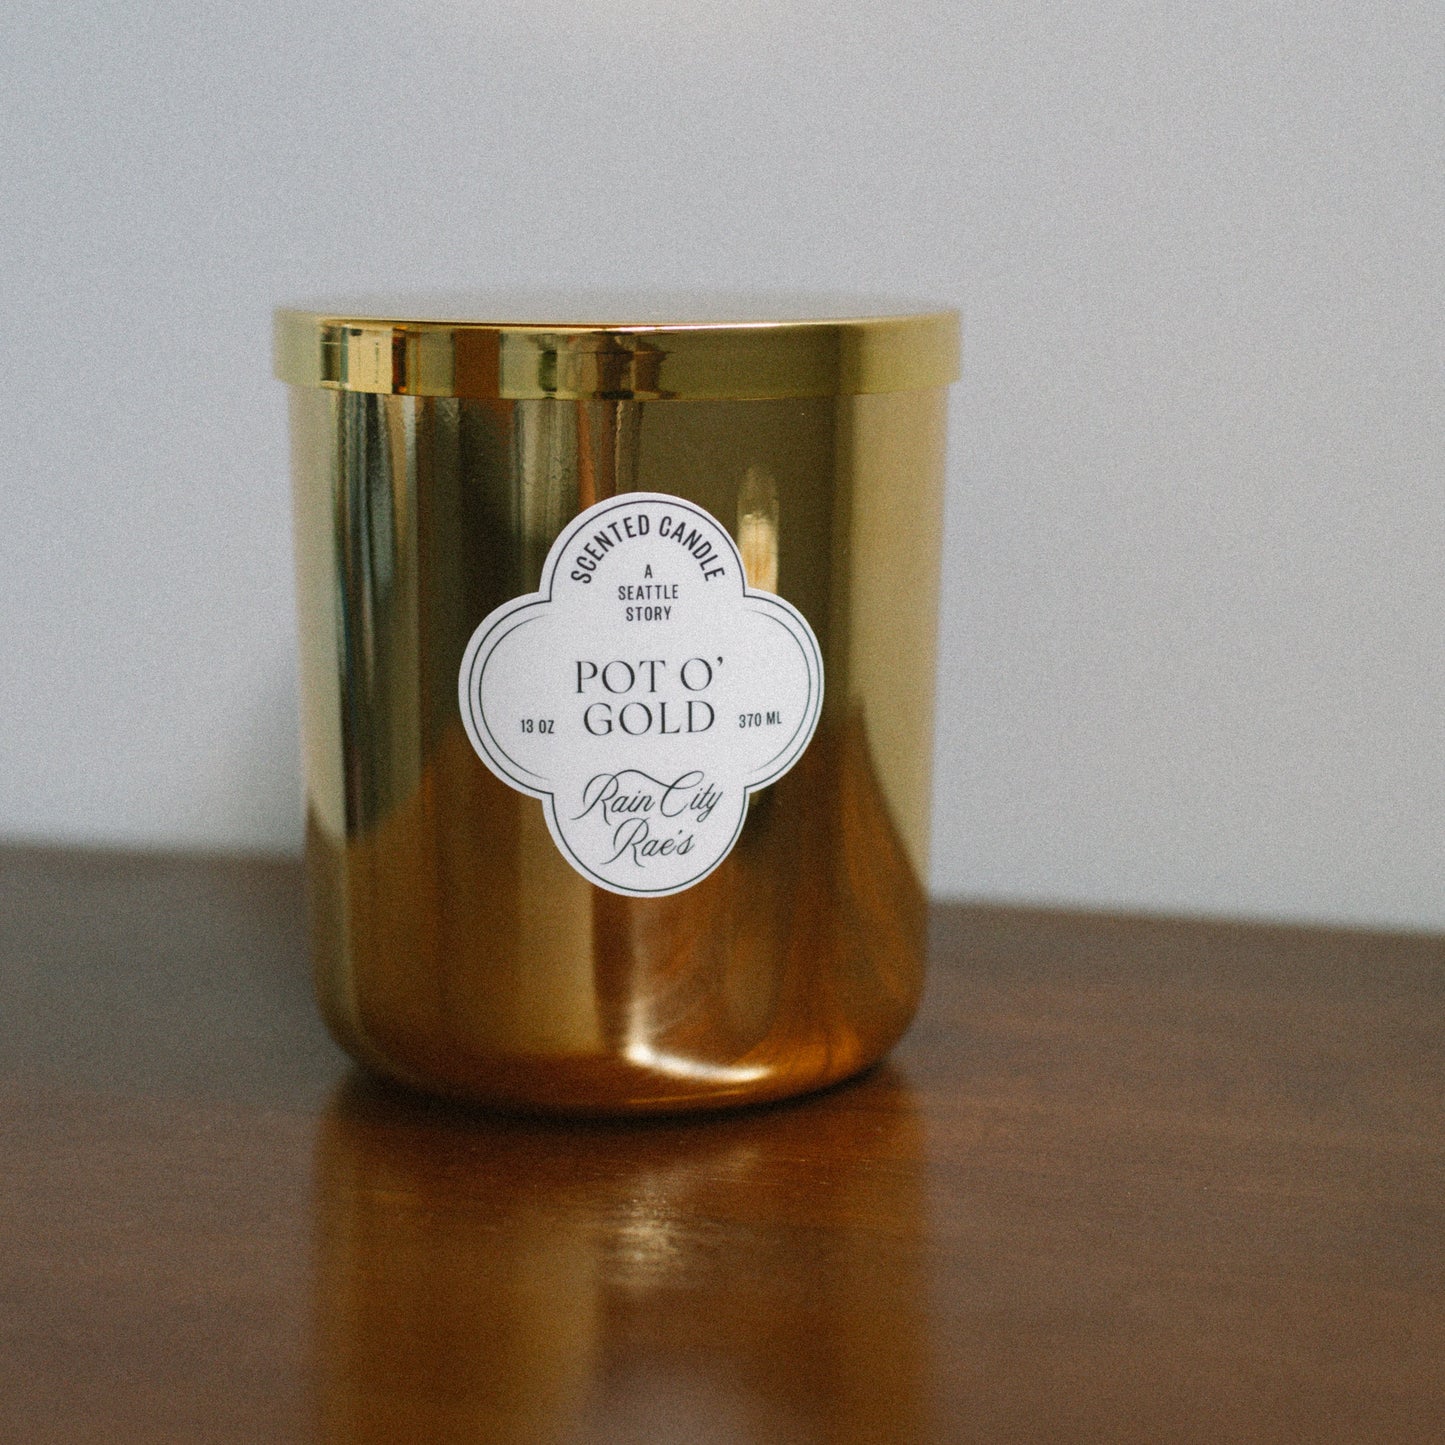 SCENTED CANDLE
A
SEATTLE
STORY
POT O’
GOLD
13 OZ
370 ML
Rain City
Rae's